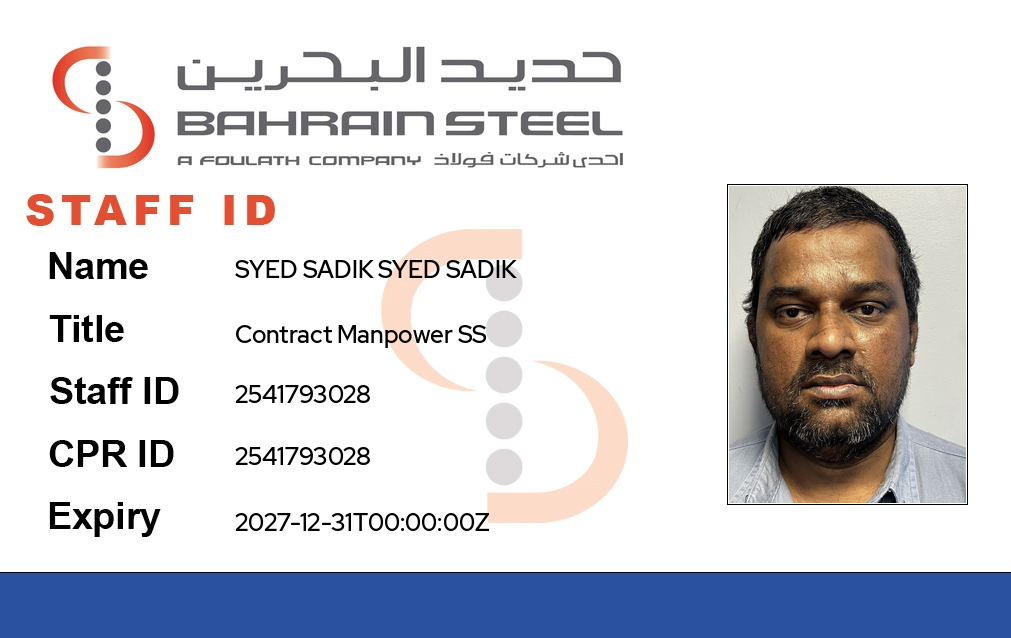 حديد البحرين
BAHRAIN STEEL
A FOULATH COMPANY احدى شركات فولاذ
STAFF ID
Name SYED SADIK SYED SADIK
Title Contract Manpower SS
Staff ID 2541793028
CPR ID 2541793028
Expiry 2027-12-31T00:00:00Z